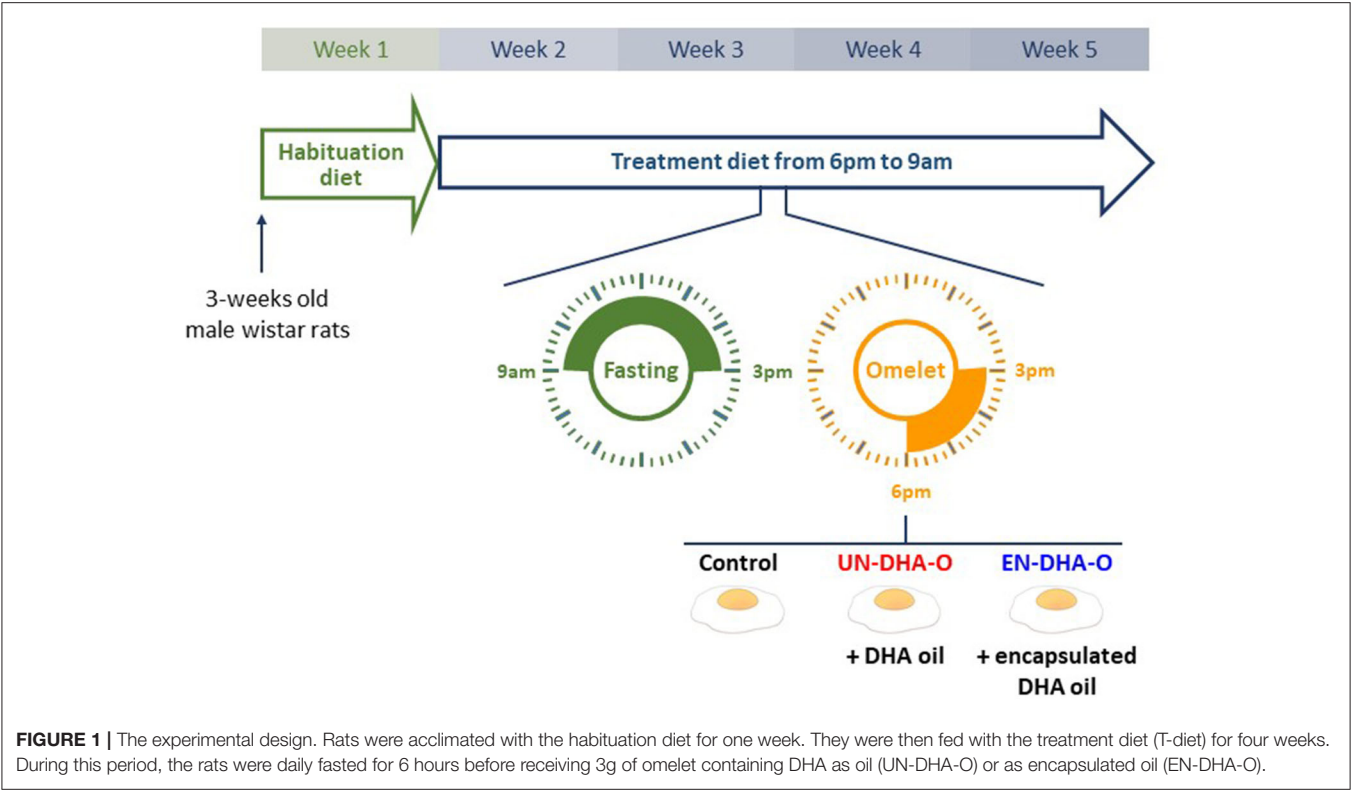 Week 1 Week 2 Week 3 Week 4 Week 5
Habituation
diet
Treatment diet from 6pm to 9am
3-weeks old
male wistar rats
9am Fasting 3pm
Omelet 3pm
6pm
Control UN-DHA-O EN-DHA-O
+ DHA oil + encapsulated
DHA oil
FIGURE 1 | The experimental design. Rats were acclimated with the habituation diet for one week. They were then fed with the treatment diet (T-diet) for four weeks.
During this period, the rats were daily fasted for 6 hours before receiving 3g of omelet containing DHA as oil (UN-DHA-O) or as encapsulated oil (EN-DHA-O).